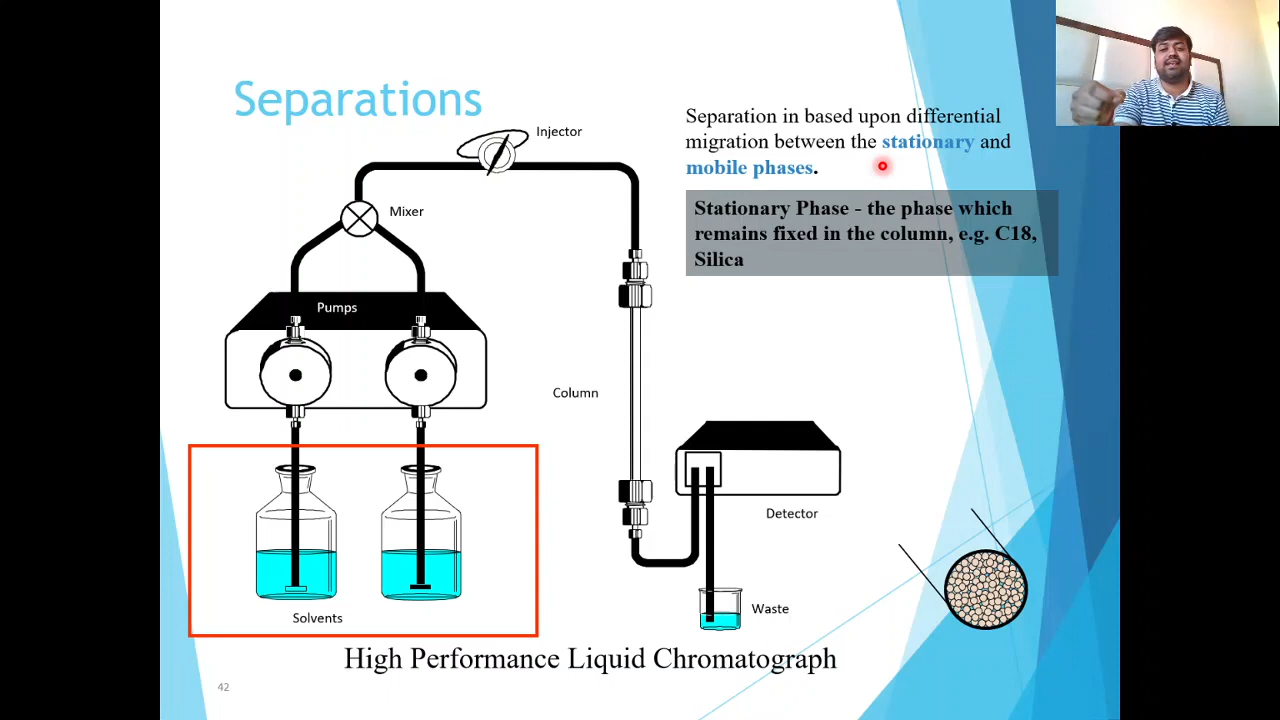 Separations
Injector
Mixer
Pumps
Column
Solvents
Detector
Waste
Separation in based upon differential
migration between the stationary and
mobile phases.
Stationary Phase - the phase which
remains fixed in the column, e.g. C18,
Silica
High Performance Liquid Chromatograph
42